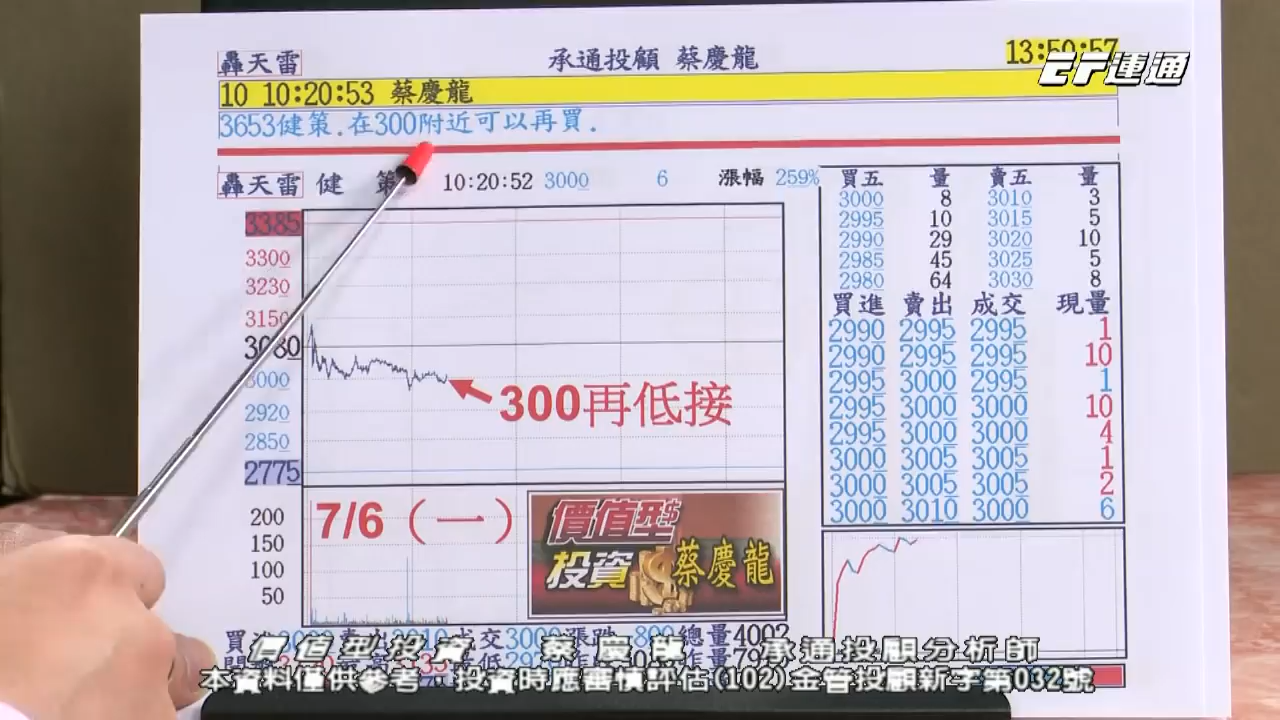 轟天雷 承通投顧 蔡慶龍
EF運通
10 10:20:53 蔡慶龍
3653健策.在300附近可以再買.
轟天雷 健 10:20:52 3000 6 漲幅 259%
買五 量 賣五 量
3000 8 3010 3
2995 10 3015 5
2990 29 3020 10
2985 45 3025 5
2980 64 3030 8
買進 賣出 成交 現量
2990 2995 2995 1
2990 2995 2995 10
2995 3000 2995 1
2995 3000 3000 10
2995 3000 3000 4
3000 3005 3005 1
3000 3005 3005 2
3000 3010 3000 6
3385
3300
3230
3150
3080
3000
2920
2850
2775
300再低接
200
150
100
50
7/6(一)
價值型$
投資 蔡慶龍
價值型投資 蔡慶龍 承通投顧分析師
本資料僅供參考 投資時應審慎評估(102)金管投顧新字第032號